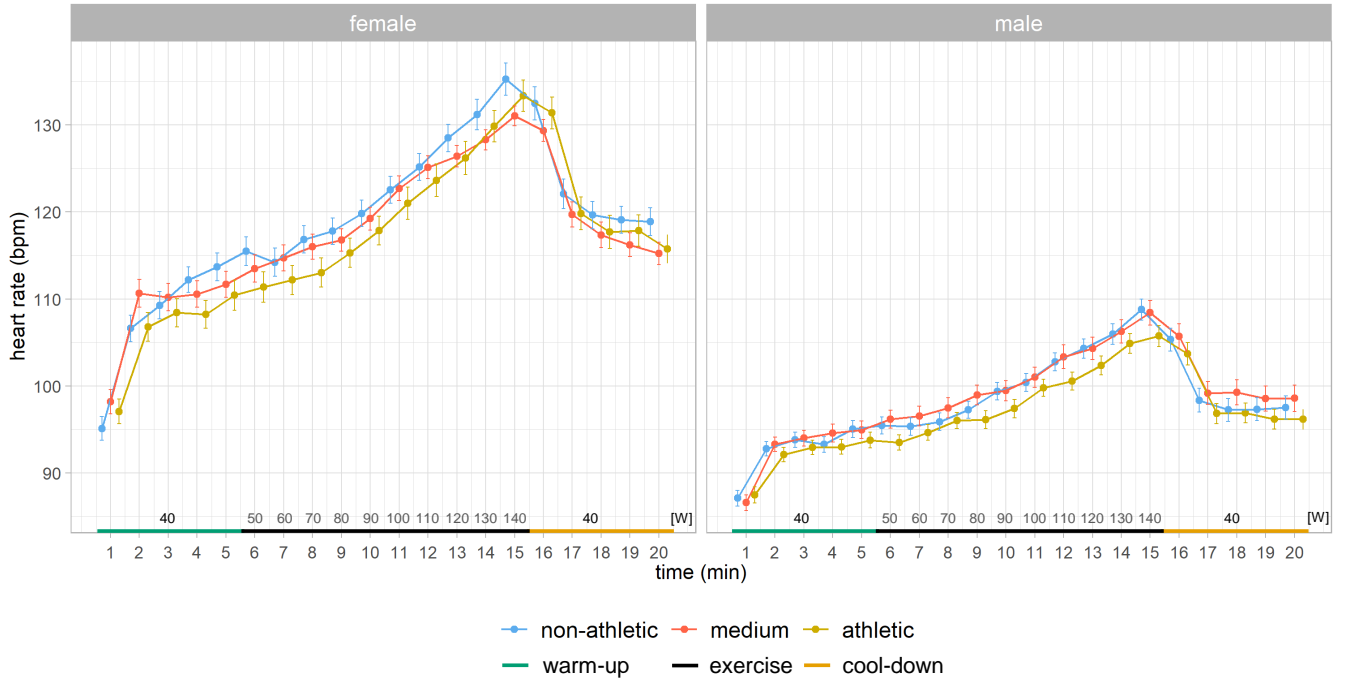 female male
heart rate (bpm)
130
120
110
100
90
40 50 60 70 80 90 100 110 120 130 140 40 [W] 40 50 60 70 80 90 100 110 120 130 140 40 [W]
1 2 3 4 5 6 7 8 9 10 11 12 13 14 15 16 17 18 19 20 1 2 3 4 5 6 7 8 9 10 11 12 13 14 15 16 17 18 19 20
time (min)
non-athletic medium athletic
warm-up exercise cool-down